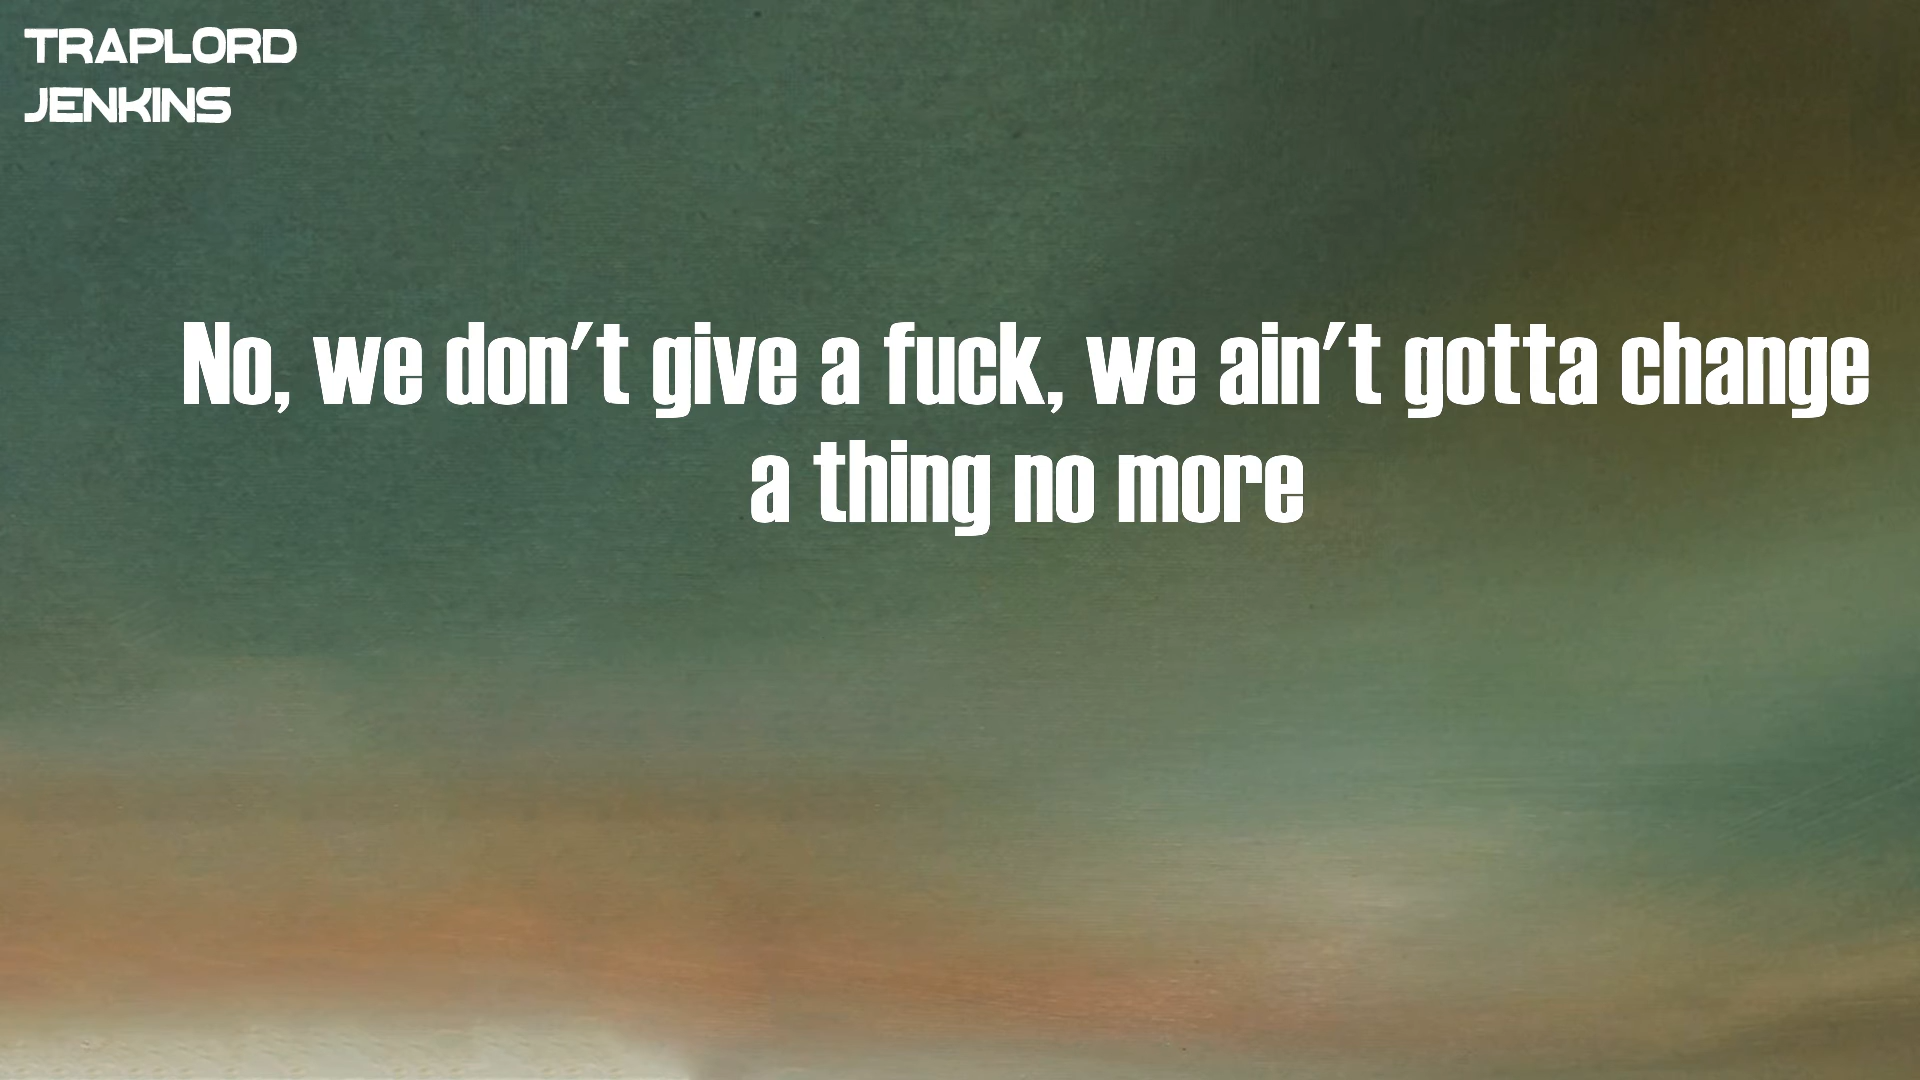 TRAPLORD
JENKINS
No, we don't give a fuck, we ain't gotta change
a thing no more